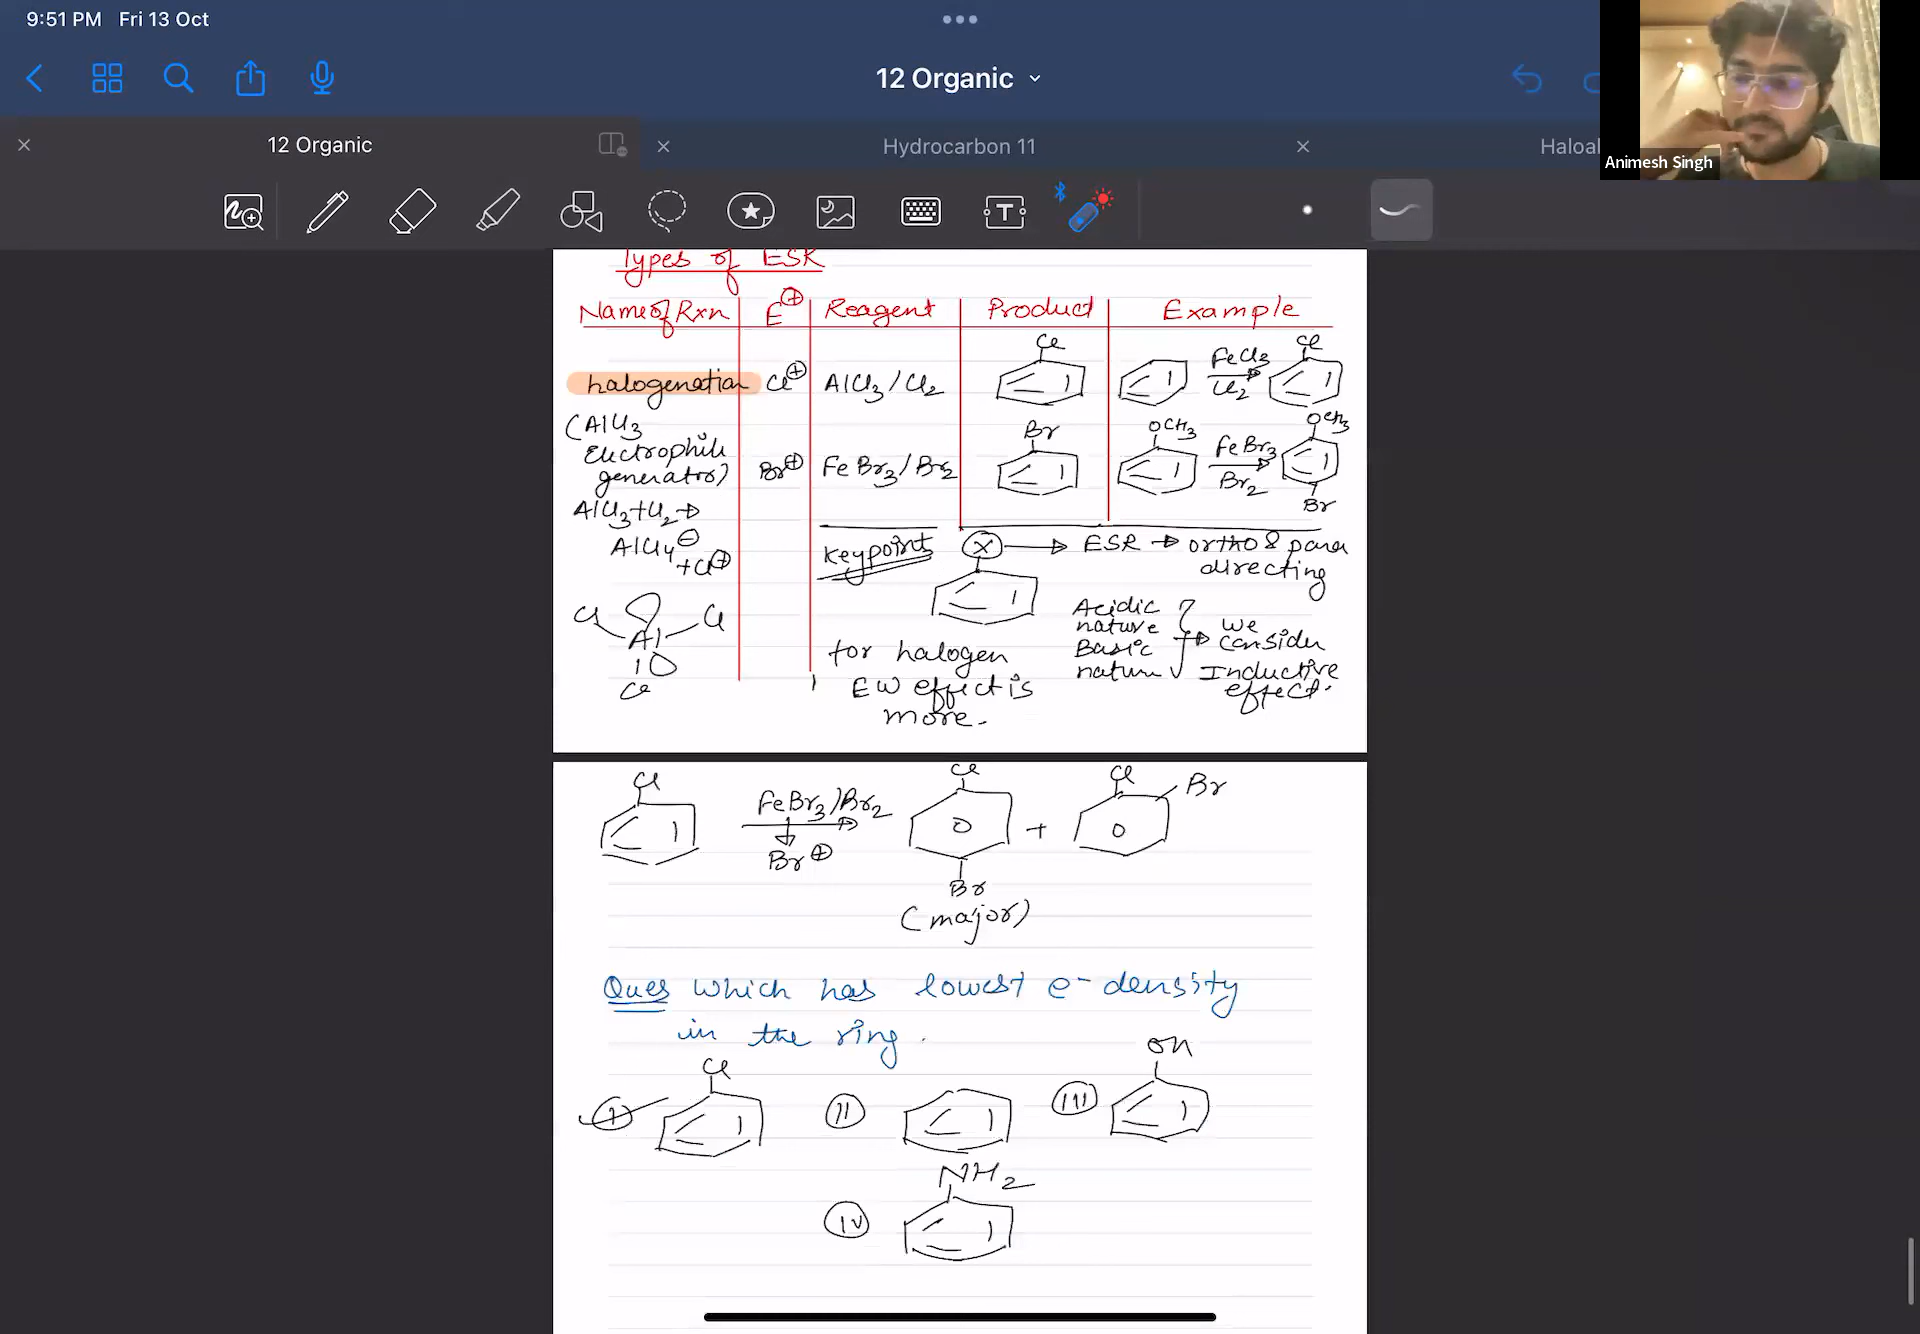 9:51 PM Fri 13 Oct
12 Organic
12 Organic
Hydrocarbon 11
Haloal
Animesh Singh
T
Types of ESR
Name of Rxn E⊕ Reagent Product Example
halogenation Cl⊕ AlCl3/Cl2 Cl FeCl3 Cl2 Cl
(AlCl3
Electrophile
generator)
Br⊕ FeBr3/Br2 Br OCH3 FeBr3 Br2 OCH3 Br
AlCl3+Cl2→
AlCl4⊖
+Cl⊕
Cl Al Cl
Cl
Keypoint X → ESR → ortho & para
directing
Acidic
nature
Basic
nature
→ we
consider
Inductive
effect.
for halogen
EW effect is
more.
Cl FeBr3/Br2 Cl + Cl Br
Br⊕
Br
(major)
Ques which has lowest e- density
in the ring.
I Cl II III OH
IV NH2